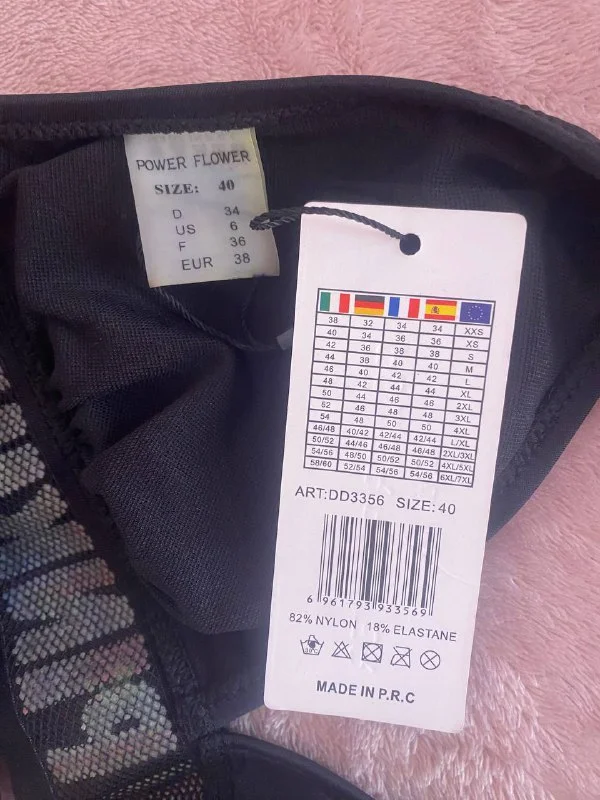 POWER FLOWER
SIZE: 40
D 34
US 6
F 36
EUR 38
38 32 34 34 XXS
40 34 36 36 XS
42 36 38 38 S
44 38 40 40 M
46 40 42 42 L
48 42 44 44 XL
50 44 46 46 2XL
52 46 48 48 3XL
54 48 50 50 4XL
46/48 40/42 42/44 42/44 L/XL
50/52 44/46 46/48 46/48 2XL/3XL
54/56 48/50 50/52 50/52 4XL/5XL
58/60 52/54 54/56 54/56 6XL/7XL
ART:DD3356 SIZE:40
6 961793 933569
82% NYLON 18% ELASTANE
MADE IN P.R.C